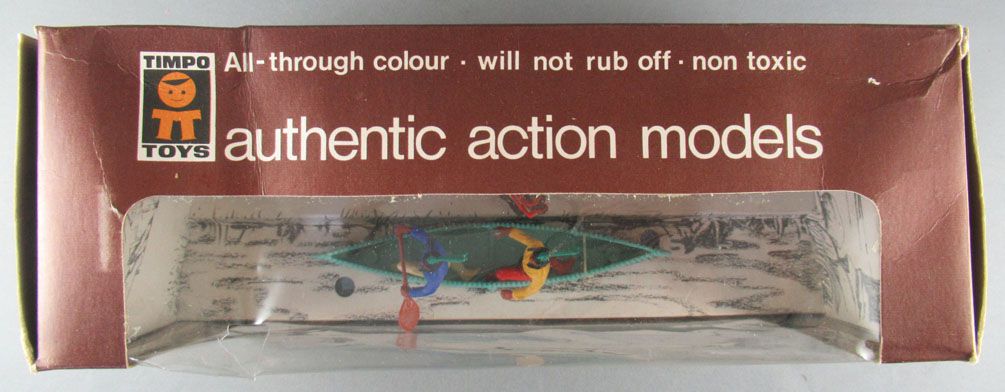 TIMPO
TOYS
All-through colour · will not rub off · non toxic
authentic action models